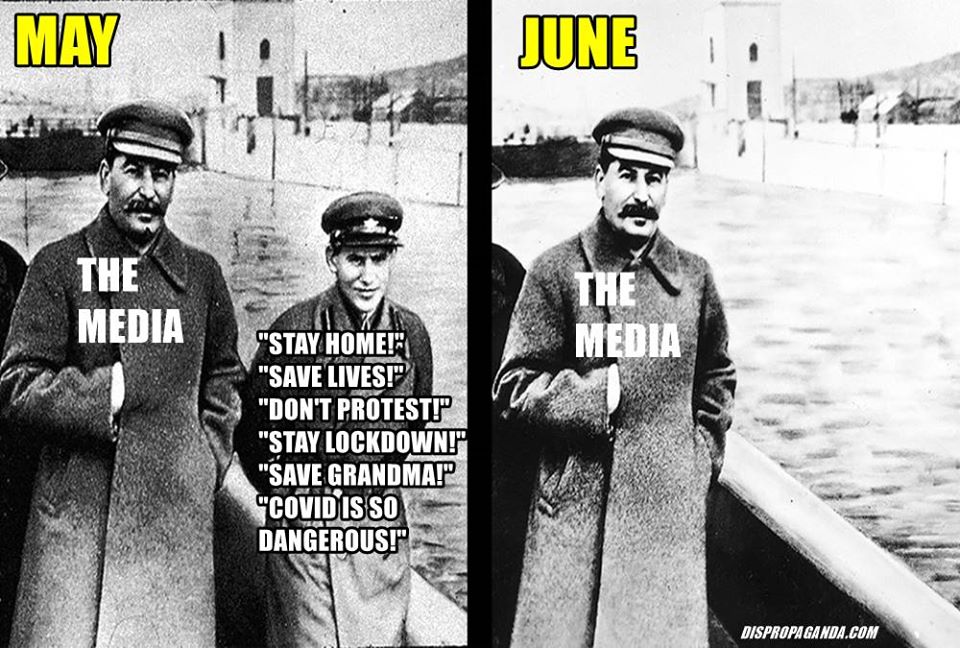 MAY
THE
MEDIA
"STAY HOME!"
"SAVE LIVES!"
"DON'T PROTEST!"
"STAY LOCKDOWN!"
"SAVE GRANDMA!"
"COVID IS SO
DANGEROUS!"
JUNE
THE
MEDIA
DISPROPAGANDA.COM